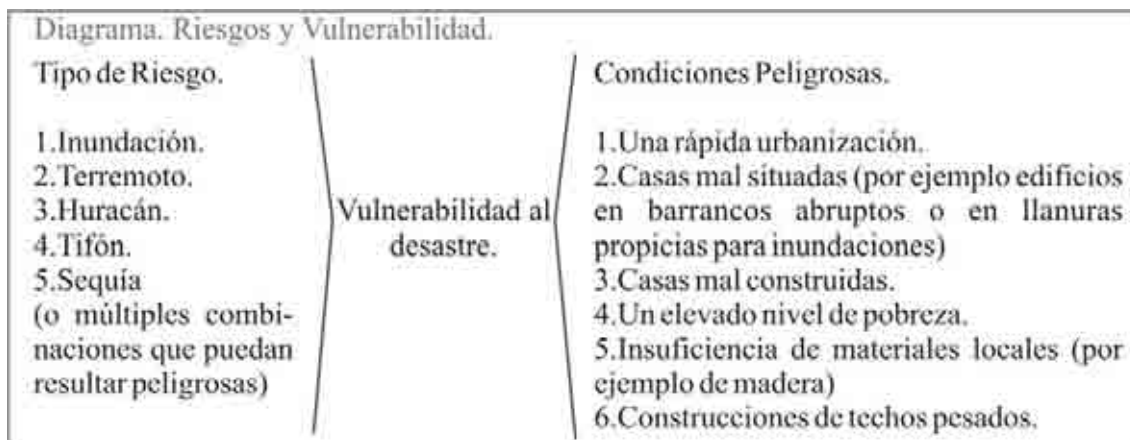 Diagrama. Riesgos y Vulnerabilidad.
Tipo de Riesgo.
1.Inundación.
2.Terremoto.
3.Huracán.
4.Tifón.
5.Sequía
(o múltiples combi-
naciones que puedan
resultar peligrosas)
Vulnerabilidad al
desastre.
Condiciones Peligrosas.
1.Una rápida urbanización.
2.Casas mal situadas (por ejemplo edificios
en barrancos abruptos o en llanuras
propicias para inundaciones)
3.Casas mal construidas.
4.Un elevado nivel de pobreza.
5.Insuficiencia de materiales locales (por
ejemplo de madera)
6.Construcciones de techos pesados.